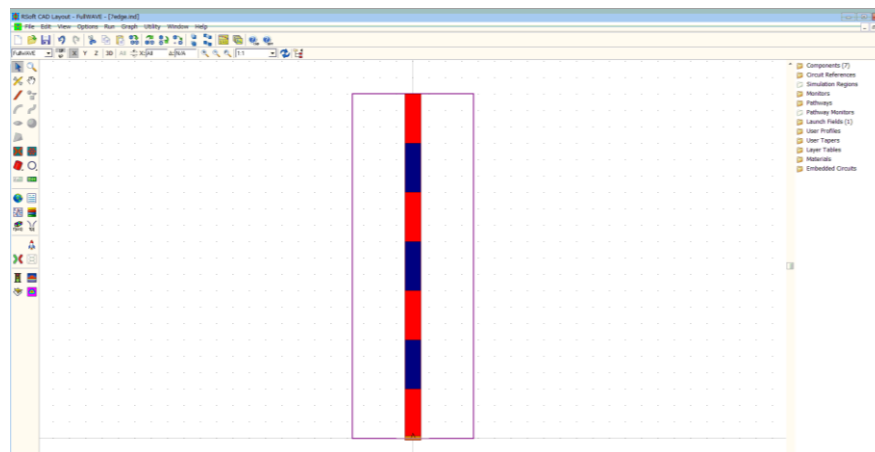 RSoft CAD Layout - FullWAVE - [7edge.ind]
File Edit View Options Run Graph Utility Window Help
FullWAVE X Y Z 3D 1:1
Components (7)
Circuit References
Simulation Regions
Monitors
Pathways
Pathway Monitors
Launch Fields (1)
User Profiles
User Tapers
Layer Tables
Materials
Embedded Circuits